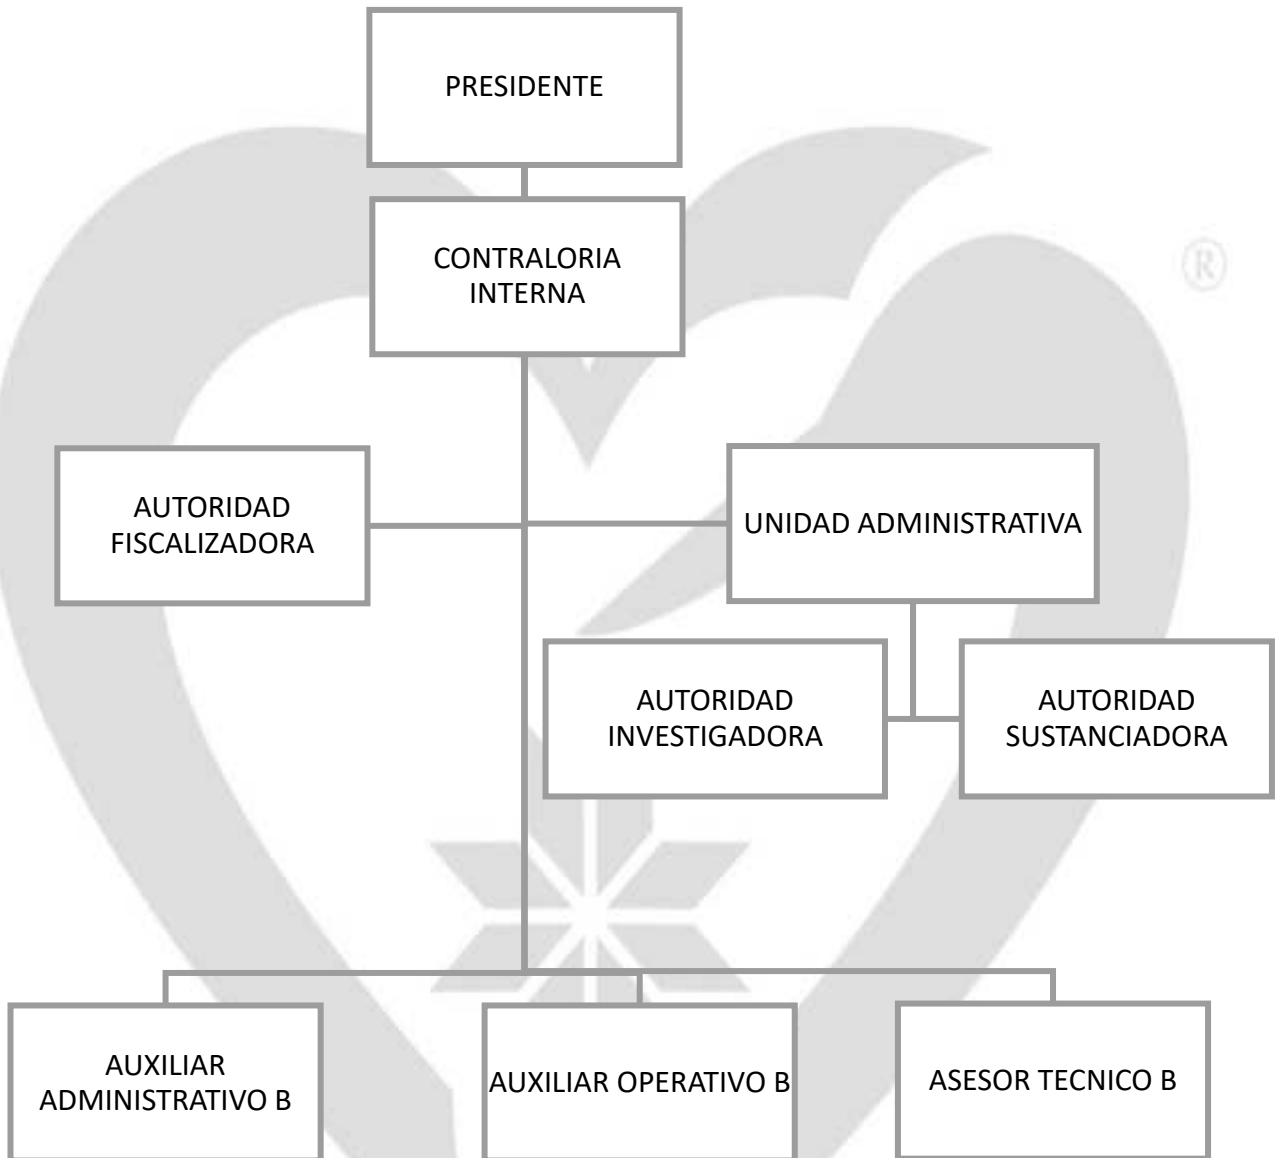 PRESIDENTE
CONTRALORIA
INTERNA
®
AUTORIDAD
FISCALIZADORA
UNIDAD ADMINISTRATIVA
AUTORIDAD
INVESTIGADORA
AUTORIDAD
SUSTANCIADORA
AUXILIAR
ADMINISTRATIVO B
AUXILIAR OPERATIVO B
ASESOR TECNICO B